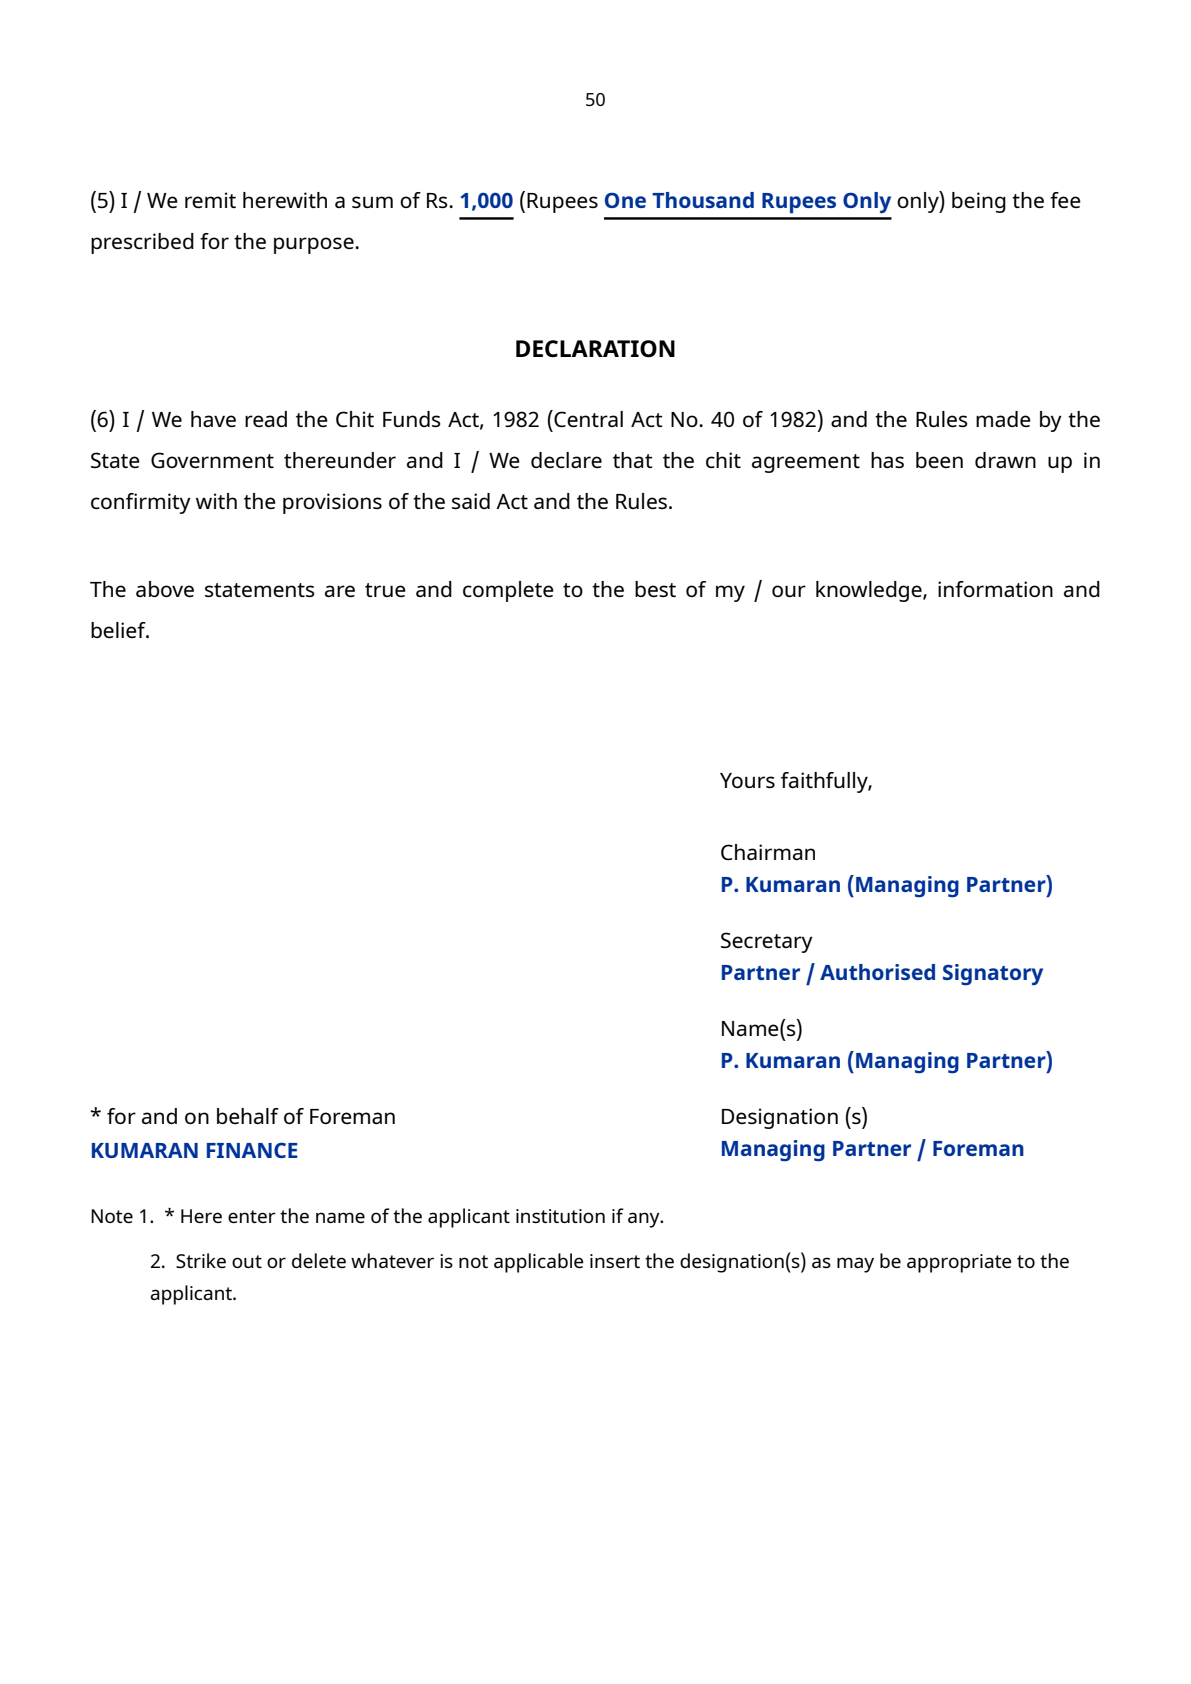 50
(5) I / We remit herewith a sum of Rs. 1,000 (Rupees One Thousand Rupees Only only) being the fee
prescribed for the purpose.
DECLARATION
(6) I / We have read the Chit Funds Act, 1982 (Central Act No. 40 of 1982) and the Rules made by the
State Government thereunder and I / We declare that the chit agreement has been drawn up in
confirmity with the provisions of the said Act and the Rules.
The above statements are true and complete to the best of my / our knowledge, information and
belief.
Yours faithfully,
Chairman
P. Kumaran (Managing Partner)
Secretary
Partner / Authorised Signatory
Name(s)
P. Kumaran (Managing Partner)
* for and on behalf of Foreman
KUMARAN FINANCE
Designation (s)
Managing Partner / Foreman
Note 1. * Here enter the name of the applicant institution if any.
2. Strike out or delete whatever is not applicable insert the designation(s) as may be appropriate to the
applicant.